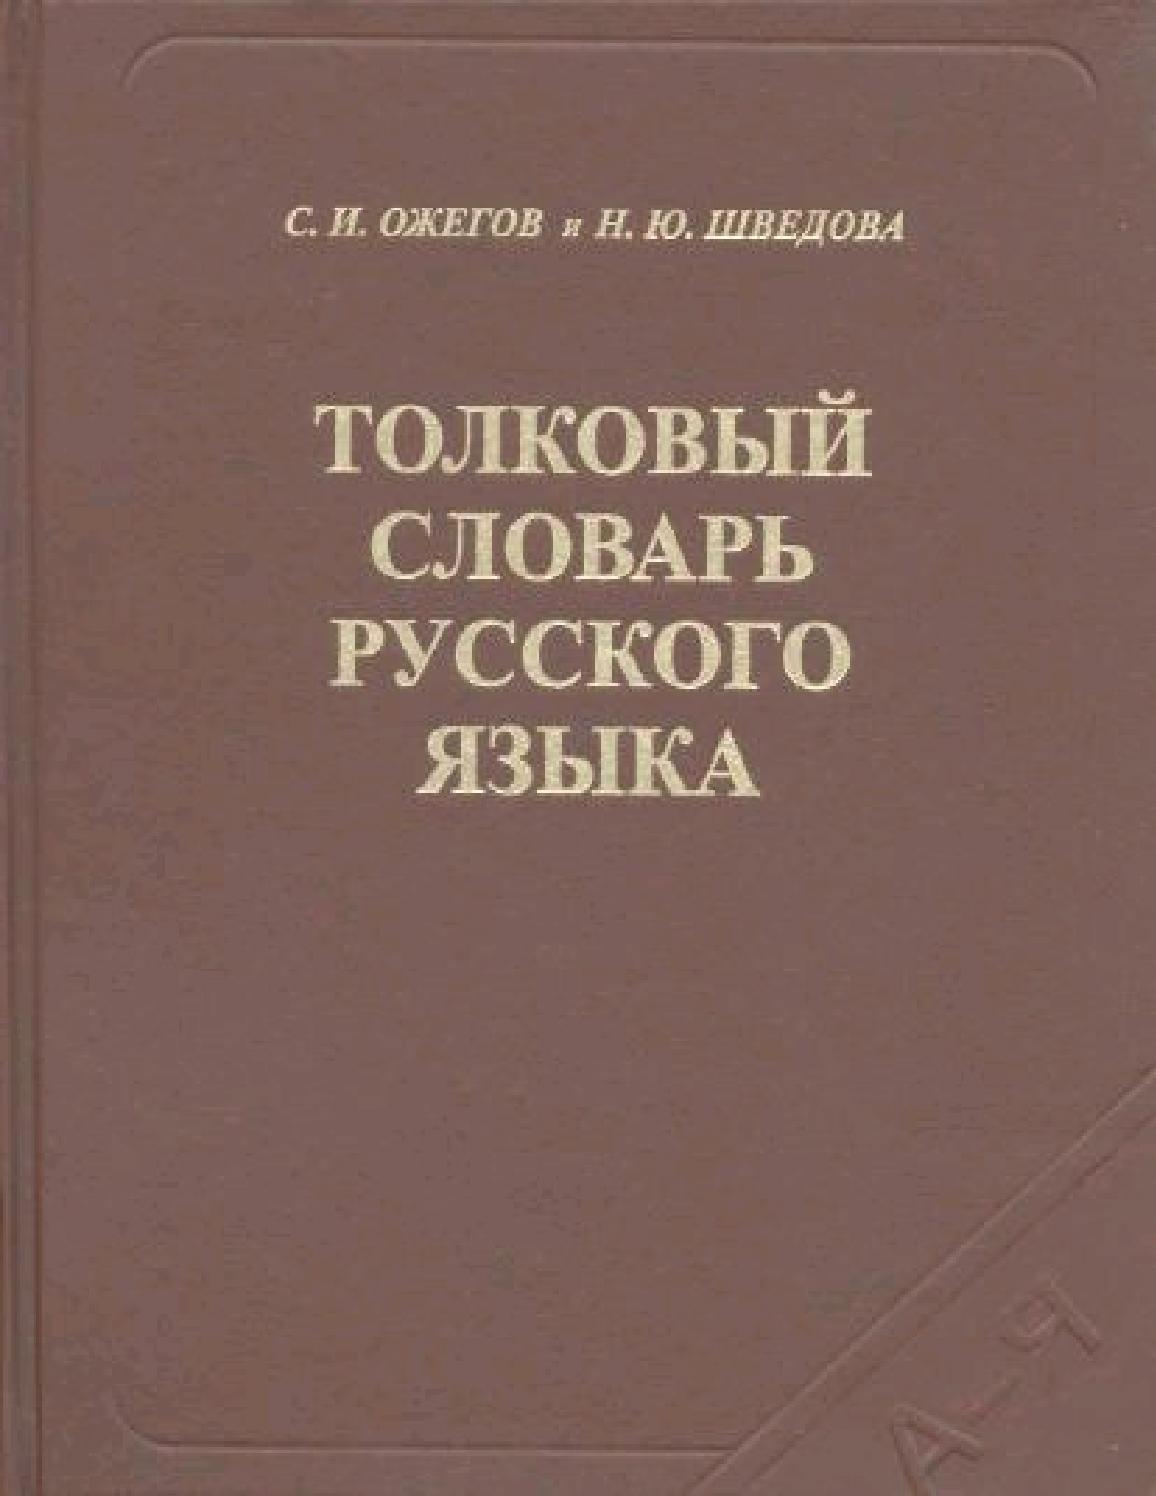 С. И. ОЖЕГОВ и Н. Ю. ШВЕДОВА
ТОЛКОВЫЙ
СЛОВАРЬ
РУССКОГО
ЯЗЫКА
А–Я